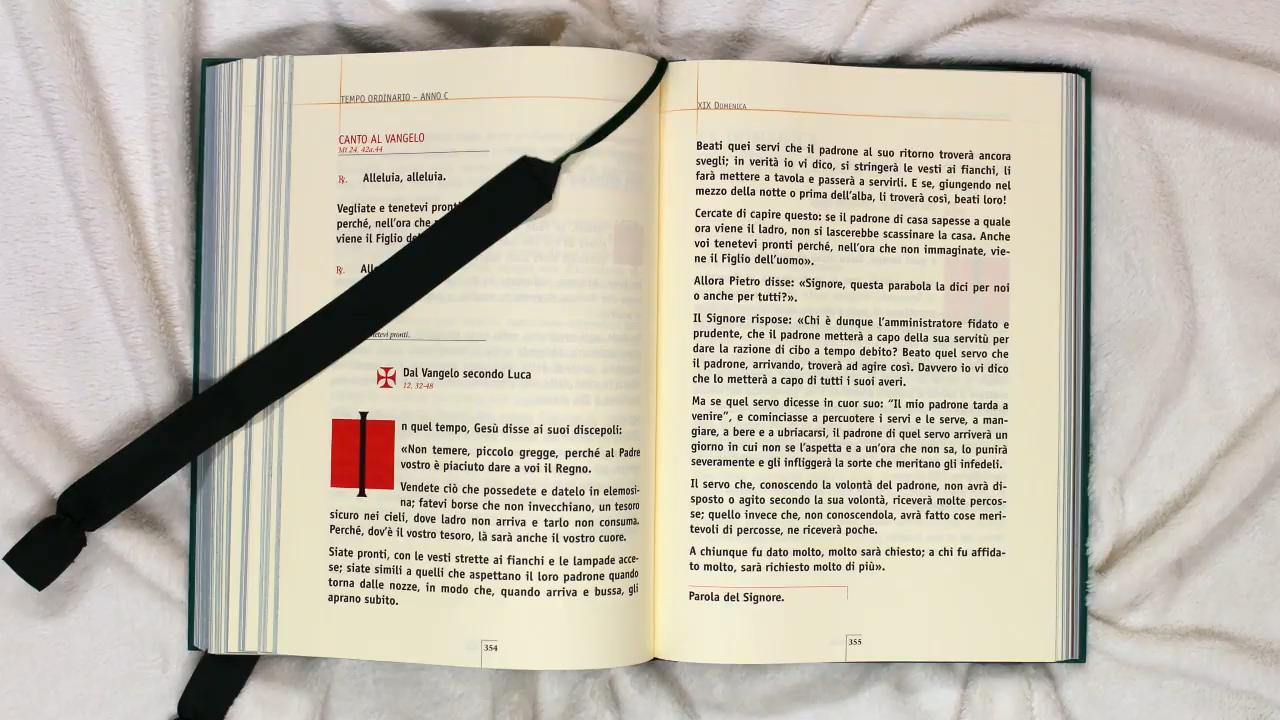 TEMPO ORDINARIO – ANNO C
CANTO AL VANGELO
Mt 24, 42a.44
℟. Alleluia, alleluia.
Vegliate e tenetevi pronti
perché, nell'ora che
viene il Figlio
℟.
pronti.
Dal Vangelo secondo Luca
12, 32-48
In quel tempo, Gesù disse ai suoi discepoli:
«Non temere, piccolo gregge, perché al Padre
vostro è piaciuto dare a voi il Regno.
Vendete ciò che possedete e datelo in elemosi-
na; fatevi borse che non invecchiano, un tesoro
sicuro nei cieli, dove ladro non arriva e tarlo non consuma.
Perché, dov'è il vostro tesoro, là sarà anche il vostro cuore.
Siate pronti, con le vesti strette ai fianchi e le lampade acce-
se; siate simili a quelli che aspettano il loro padrone quando
torna dalle nozze, in modo che, quando arriva e bussa, gli
aprano subito.
354
XIX Domenica
Beati quei servi che il padrone al suo ritorno troverà ancora
svegli; in verità io vi dico, si stringerà le vesti ai fianchi, li
farà mettere a tavola e passerà a servirli. E se, giungendo nel
mezzo della notte o prima dell'alba, li troverà così, beati loro!
Cercate di capire questo: se il padrone di casa sapesse a quale
ora viene il ladro, non si lascerebbe scassinare la casa. Anche
voi tenetevi pronti perché, nell'ora che non immaginate, vie-
ne il Figlio dell'uomo».
Allora Pietro disse: «Signore, questa parabola la dici per noi
o anche per tutti?».
Il Signore rispose: «Chi è dunque l'amministratore fidato e
prudente, che il padrone metterà a capo della sua servitù per
dare la razione di cibo a tempo debito? Beato quel servo che
il padrone, arrivando, troverà ad agire così. Davvero io vi dico
che lo metterà a capo di tutti i suoi averi.
Ma se quel servo dicesse in cuor suo: "Il mio padrone tarda a
venire", e cominciasse a percuotere i servi e le serve, a man-
giare, a bere e a ubriacarsi, il padrone di quel servo arriverà un
giorno in cui non se l'aspetta e a un'ora che non sa, lo punirà
severamente e gli infliggerà la sorte che meritano gli infedeli.
Il servo che, conoscendo la volontà del padrone, non avrà di-
sposto o agito secondo la sua volontà, riceverà molte percos-
se; quello invece che, non conoscendola, avrà fatto cose meri-
tevoli di percosse, ne riceverà poche.
A chiunque fu dato molto, molto sarà chiesto; a chi fu affida-
to molto, sarà richiesto molto di più».
Parola del Signore.
355